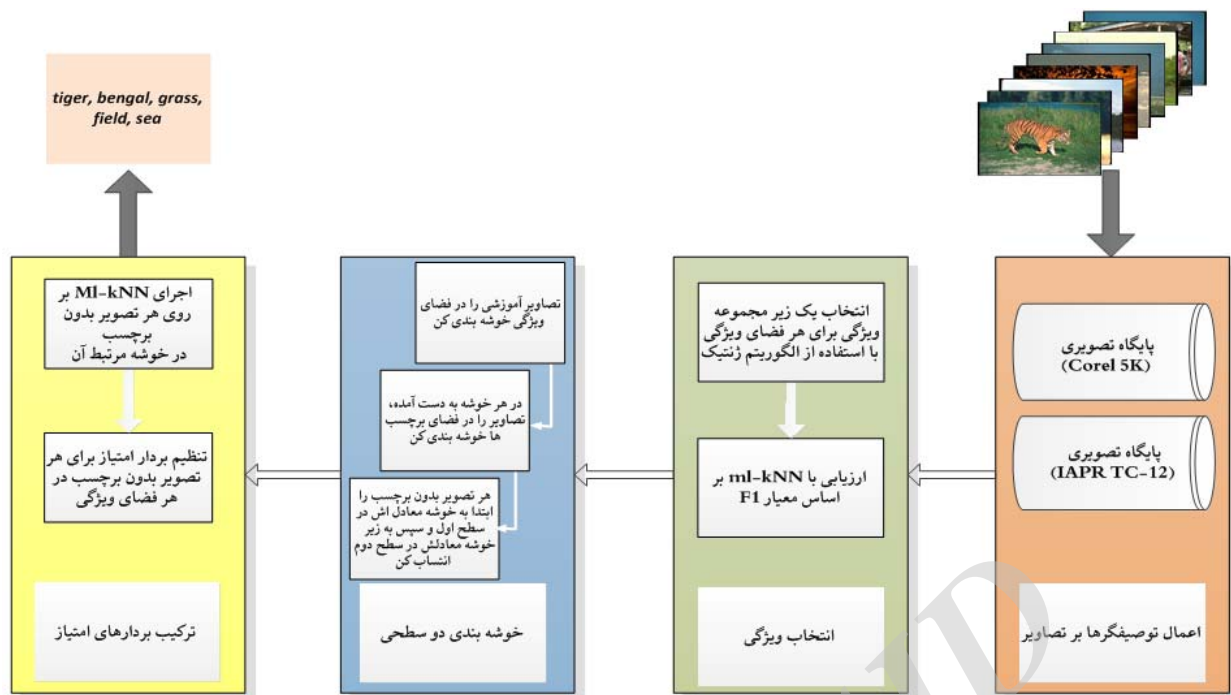 پایگاه تصویری
(Corel 5K)
پایگاه تصویری
(IAPR TC-12)
اعمال توصیفگرها بر تصاویر
انتخاب یک زیر مجموعه
ویژگی برای هر فضای ویژگی
با استفاده از الگوریتم ژنتیک
ارزیابی با ml-kNN بر
اساس معیار F1
انتخاب ویژگی
تصاویر آموزشی را در فضای
ویژگی خوشه بندی کن
در هر خوشه به دست آمده،
تصاویر را در فضای برچسب
ها خوشه بندی کن
هر تصویر بدون برچسب را
ابتدا به خوشه معادل اش در
سطح اول و سپس به زیر
خوشه معادلش در سطح دوم
انتساب کن
خوشه بندی دو سطحی
اجرای Ml-kNN بر
روی هر تصویر بدون
برچسب
در خوشه مرتبط آن
تنظیم بردار امتیاز برای هر
تصویر بدون برچسب در
هر فضای ویژگی
ترکیب بردارهای امتیاز
tiger, bengal, grass,
field, sea